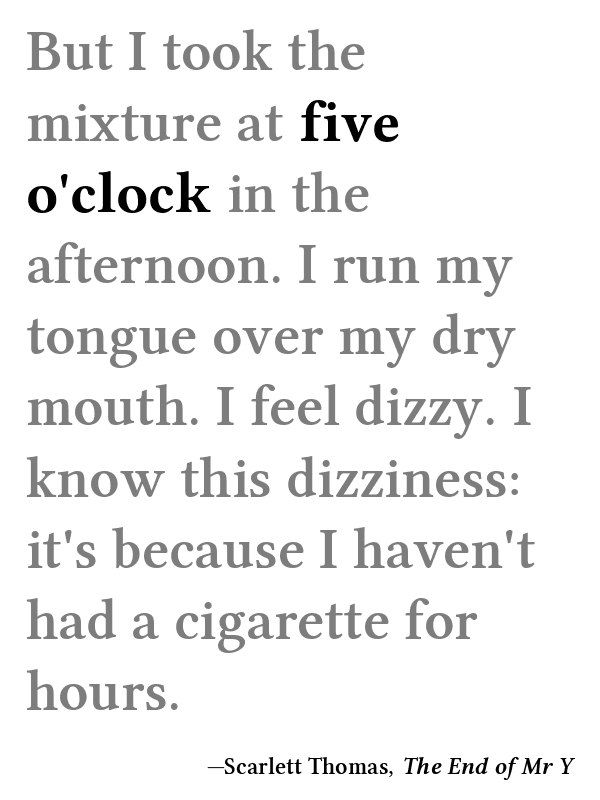 But I took the
mixture at five
o'clock in the
afternoon. I run my
tongue over my dry
mouth. I feel dizzy. I
know this dizziness:
it's because I haven't
had a cigarette for
hours.
—Scarlett Thomas, The End of Mr Y